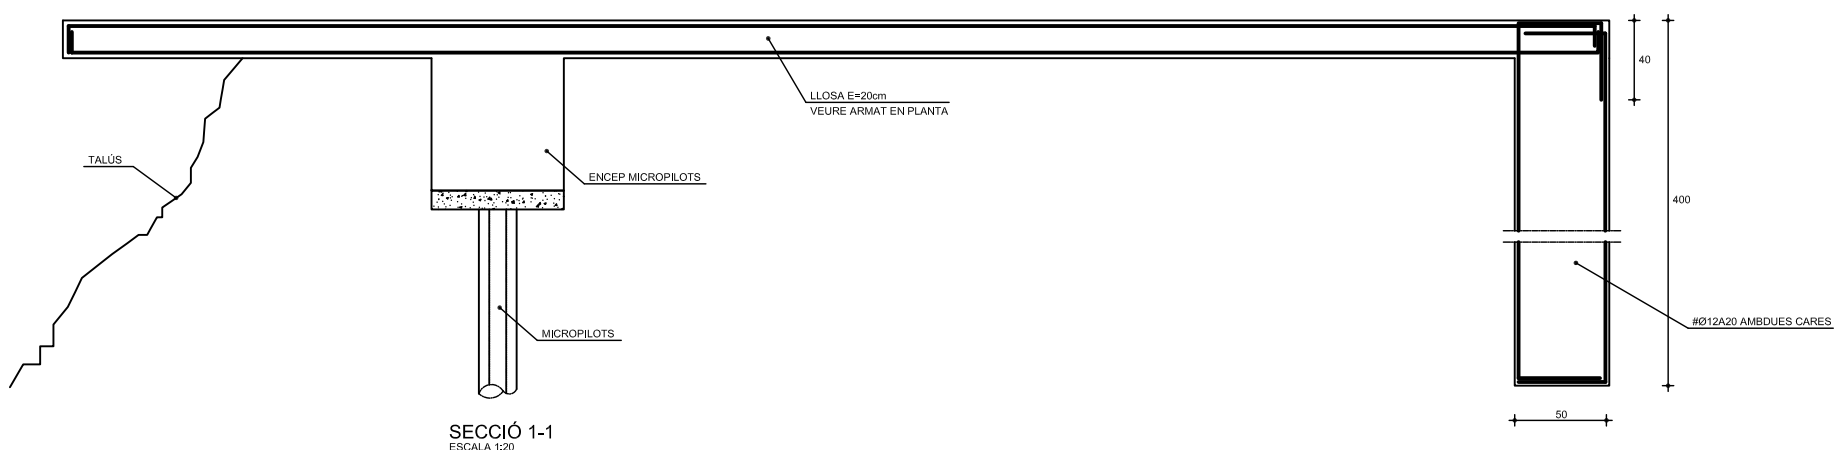 40
LLOSA E=20cm
VEURE ARMAT EN PLANTA
TALÚS
ENCEP MICROPILOTS
400
#Ø12A20 AMBDUES CARES
MICROPILOTS
50
SECCIÓ 1-1
ESCALA 1:20